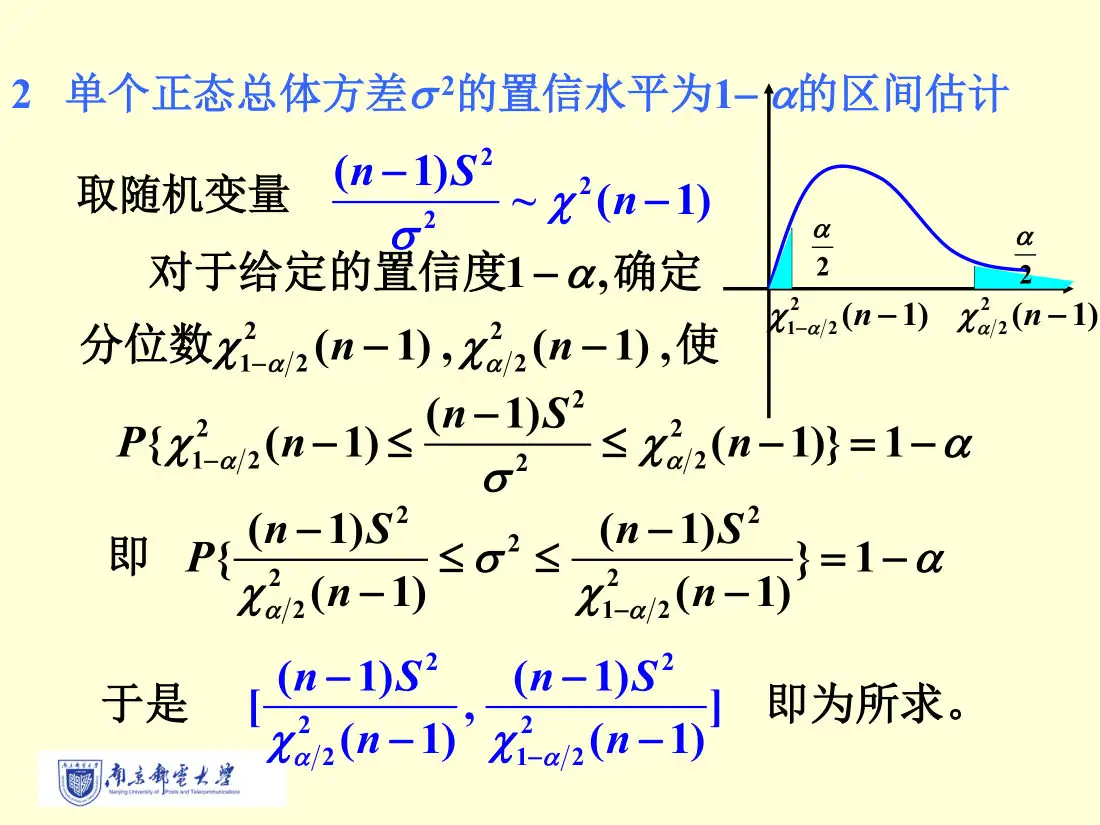 2 单个正态总体方差σ²的置信水平为1–α的区间估计
取随机变量 (n−1)S²/σ² ~ χ²(n−1)
对于给定的置信度1−α,确定
分位数χ²_{1−α/2}(n−1),χ²_{α/2}(n−1),使
P{χ²_{1−α/2}(n−1)≤(n−1)S²/σ²≤χ²_{α/2}(n−1)}=1−α
即 P{(n−1)S²/χ²_{α/2}(n−1)≤σ²≤(n−1)S²/χ²_{1−α/2}(n−1)}=1−α
于是 [(n−1)S²/χ²_{α/2}(n−1),(n−1)S²/χ²_{1−α/2}(n−1)] 即为所求。
α/2
α/2
χ²_{1−α/2}(n−1) χ²_{α/2}(n−1)
南京邮电大学
Nanjing University of Posts and Telecommunications